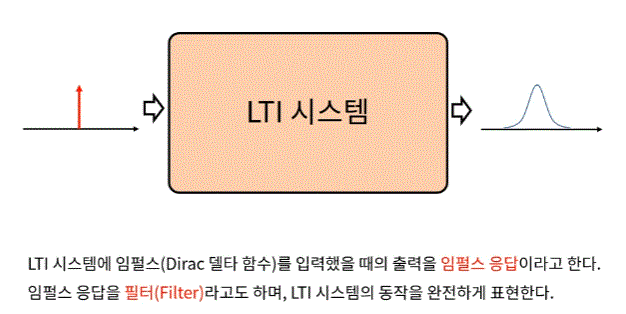 LTI 시스템
LTI 시스템에 임펄스(Dirac 델타 함수)를 입력했을 때의 출력을 임펄스 응답이라고 한다.
임펄스 응답을 필터(Filter)라고도 하며, LTI 시스템의 동작을 완전하게 표현한다.